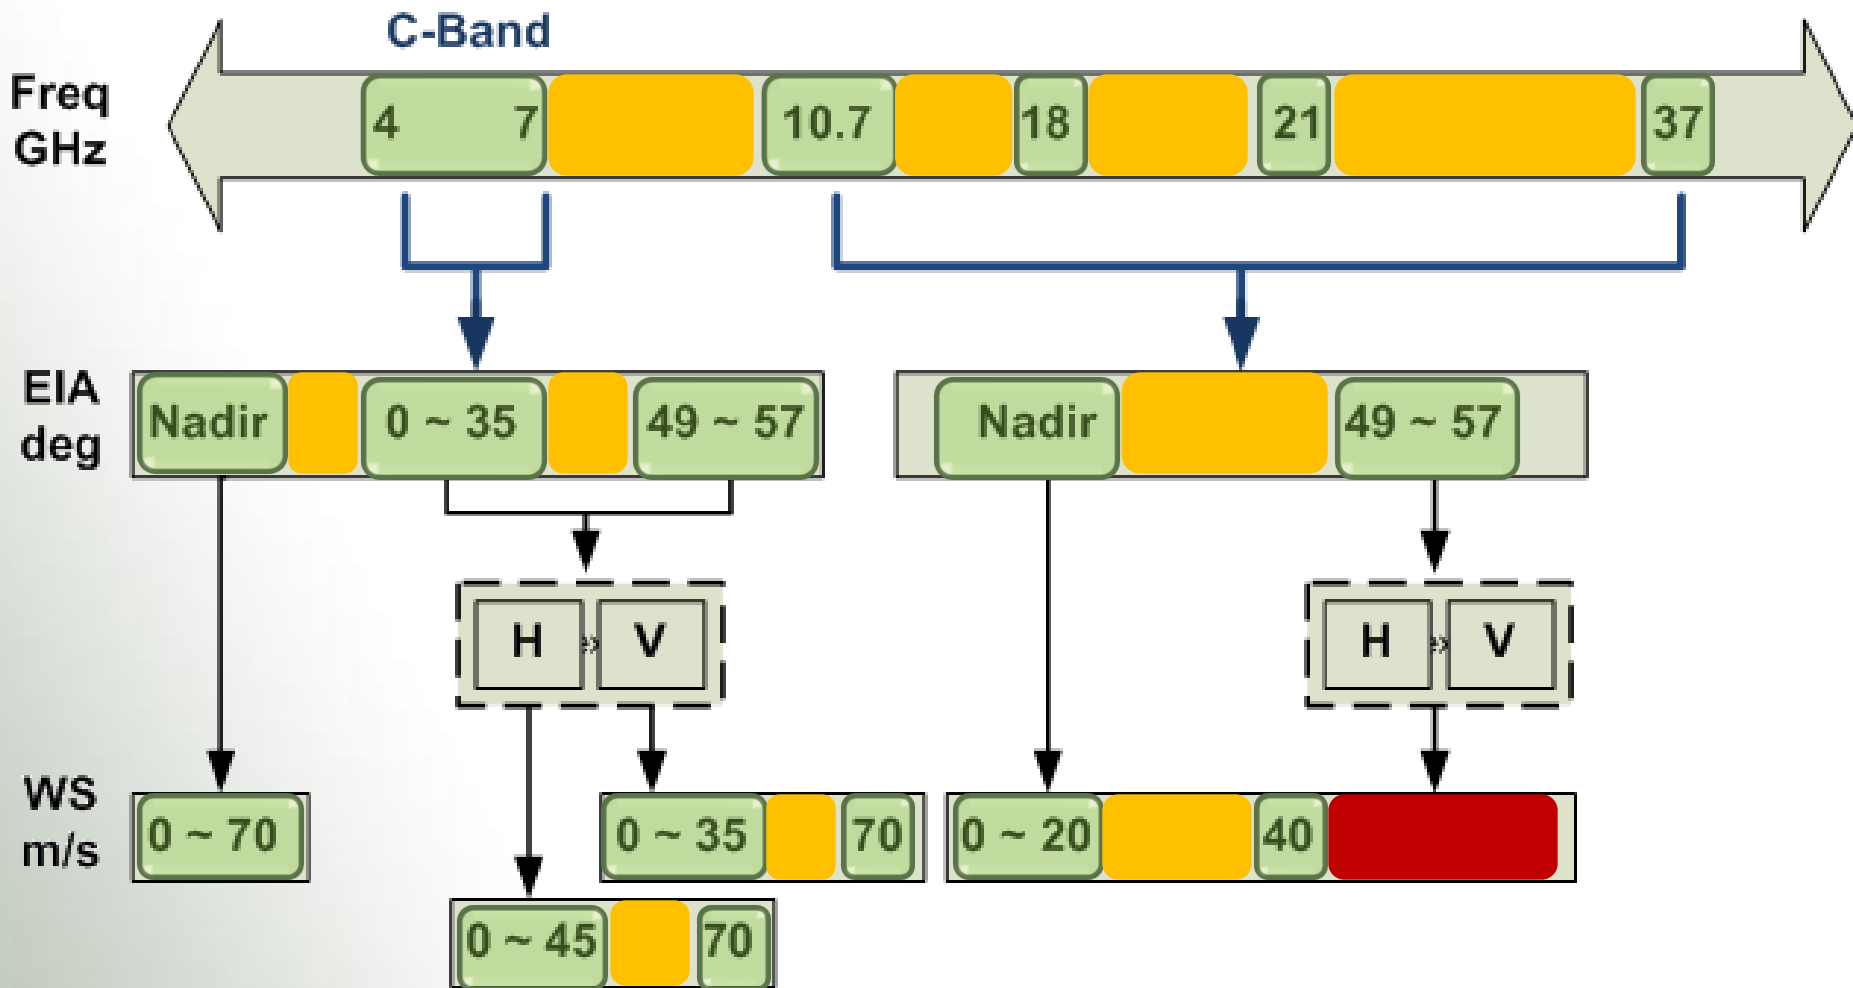 C-Band
Freq
GHz
4 7 10.7 18 21 37
EIA
deg
Nadir 0 ~ 35 49 ~ 57
Nadir 49 ~ 57
H V
H V
WS
m/s
0 ~ 70
0 ~ 35 70
0 ~ 20 40
0 ~ 45 70